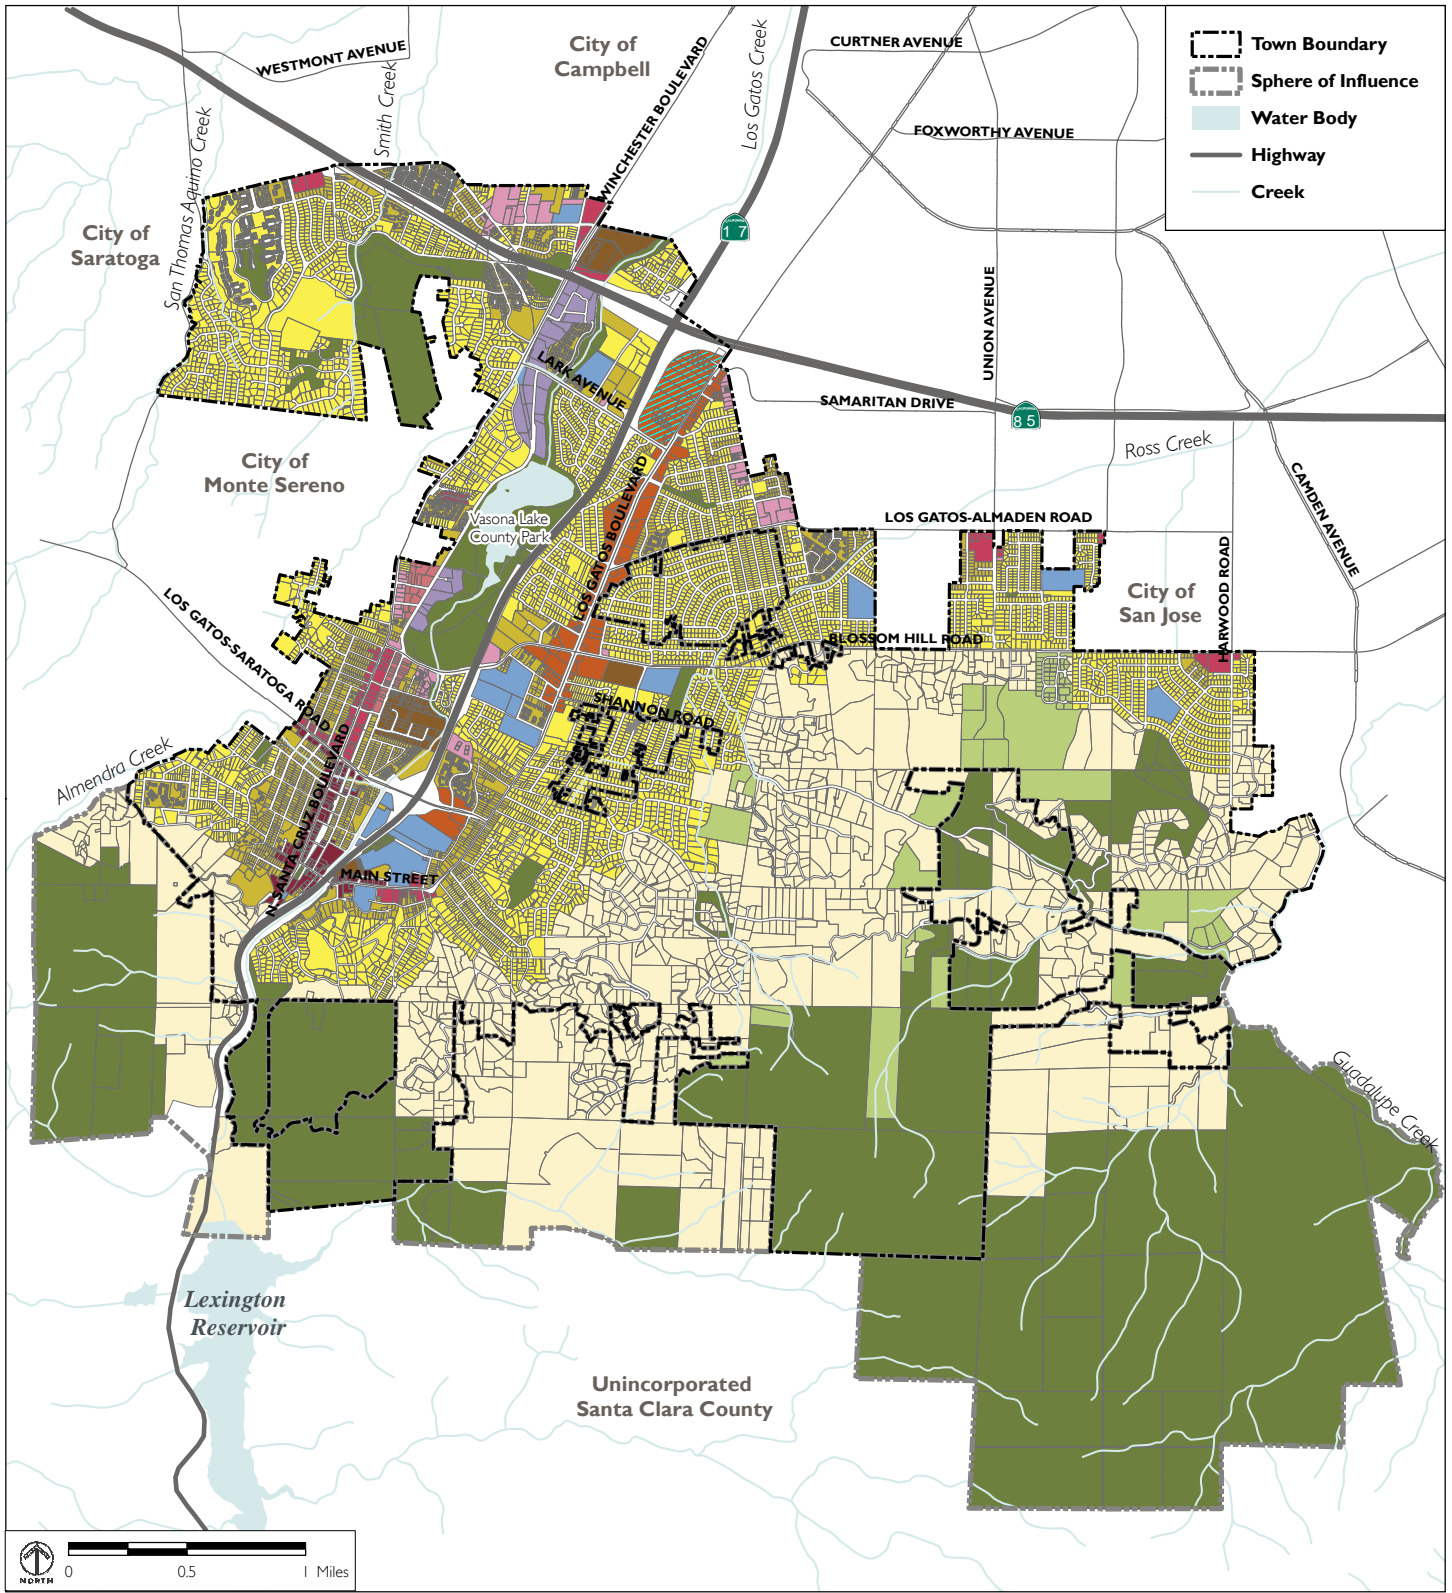 Town Boundary
Sphere of Influence
Water Body
Highway
Creek
WESTMONT AVENUE
Smith Creek
City of
Campbell
WINCHESTER BOULEVARD
Los Gatos Creek
CURTNER AVENUE
FOXWORTHY AVENUE
San Thomas Aquino Creek
City of
Saratoga
CALIFORNIA
17
UNION AVENUE
LARK AVENUE
SAMARITAN DRIVE
CALIFORNIA
85
Ross Creek
City of
Monte Sereno
CAMDEN AVENUE
Vasona Lake
County Park
LOS GATOS BOULEVARD
LOS GATOS-ALMADEN ROAD
HARWOOD ROAD
City of
San Jose
LOS GATOS-SARATOGA ROAD
BLOSSOM HILL ROAD
SHANNON ROAD
Almendra Creek
N SANTA CRUZ BOULEVARD
MAIN STREET
Guadalupe Creek
Lexington
Reservoir
Unincorporated
Santa Clara County
NORTH
0 0.5 1 Miles